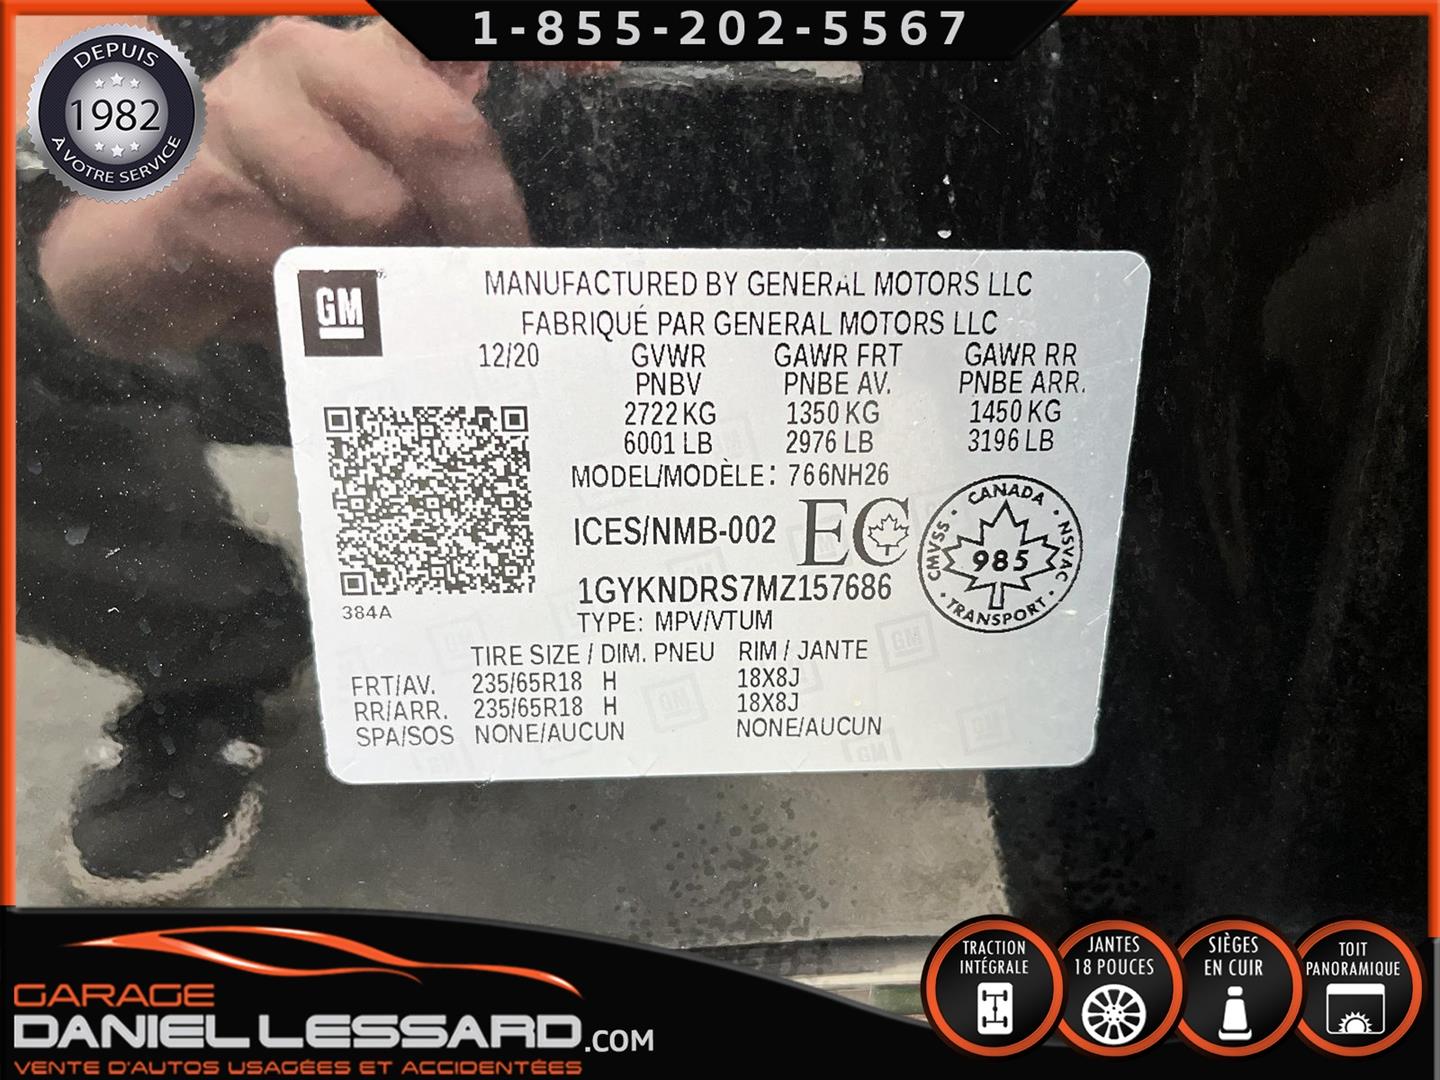 1-855-202-5567
DEPUIS
1982
À VOTRE SERVICE
GM
MANUFACTURED BY GENERAL MOTORS LLC
FABRIQUÉ PAR GENERAL MOTORS LLC
12/20 GVWR GAWR FRT GAWR RR
PNBV PNBE AV. PNBE ARR.
2722 KG 1350 KG 1450 KG
6001 LB 2976 LB 3196 LB
MODEL/MODÈLE: 766NH26
ICES/NMB-002 EC
CANADA
CMVSS 985 NSVAC
TRANSPORT
1GYKNDRS7MZ157686
384A
TYPE: MPV/VTUM
TIRE SIZE / DIM. PNEU RIM / JANTE
FRT/AV. 235/65R18 H 18X8J
RR/ARR. 235/65R18 H 18X8J
SPA/SOS NONE/AUCUN NONE/AUCUN
GARAGE
DANIEL LESSARD.COM
VENTE D'AUTOS USAGÉES ET ACCIDENTÉES
TRACTION
INTÉGRALE
JANTES
18 POUCES
SIÈGES
EN CUIR
TOIT
PANORAMIQUE